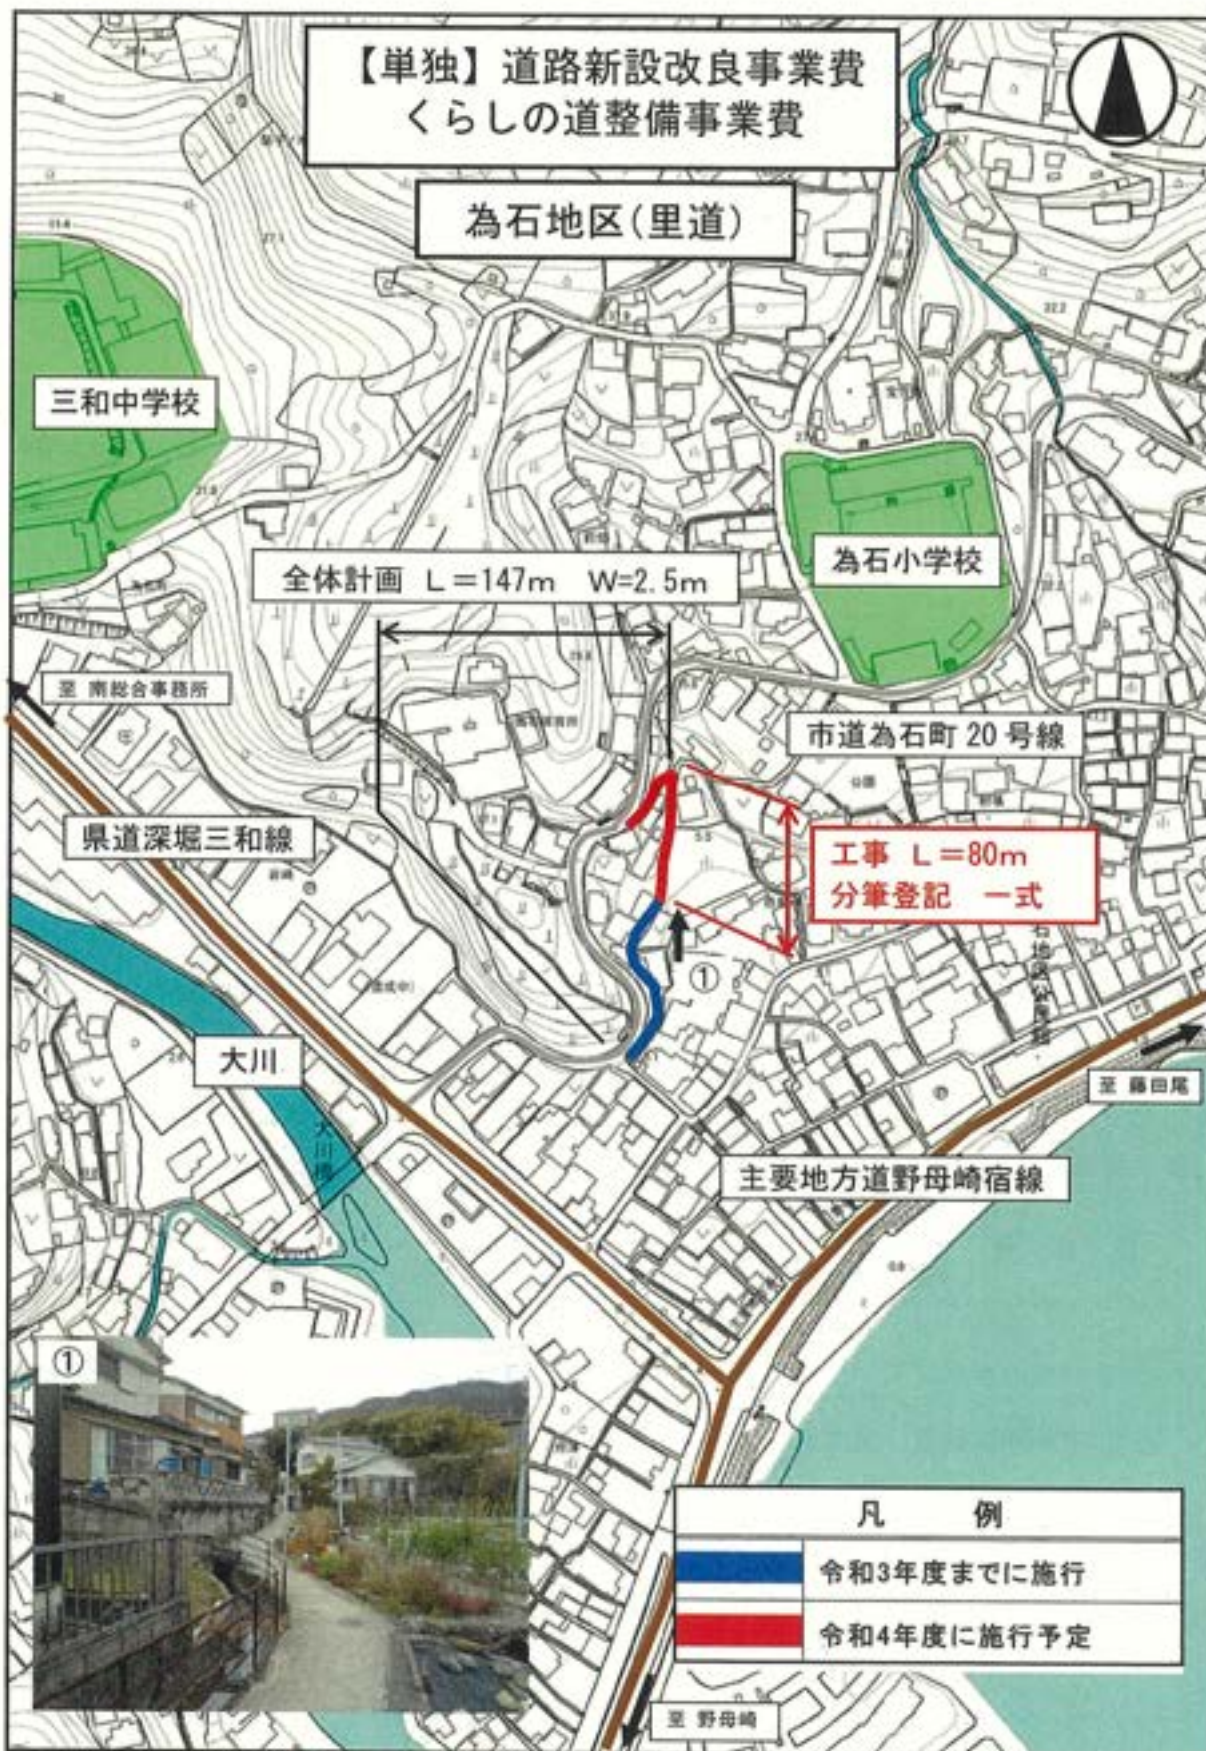 【単独】道路新設改良事業費
くらしの道整備事業費
為石地区(里道)
三和中学校
為石小学校
全体計画 L=147m W=2.5m
至 南総合事務所
市道為石町20号線
県道深堀三和線
工事 L=80m
分筆登記 一式
①
大川
大川橋
至 藤田尾
主要地方道野母崎宿線
①
凡 例
令和3年度までに施行
令和4年度に施行予定
至 野母崎